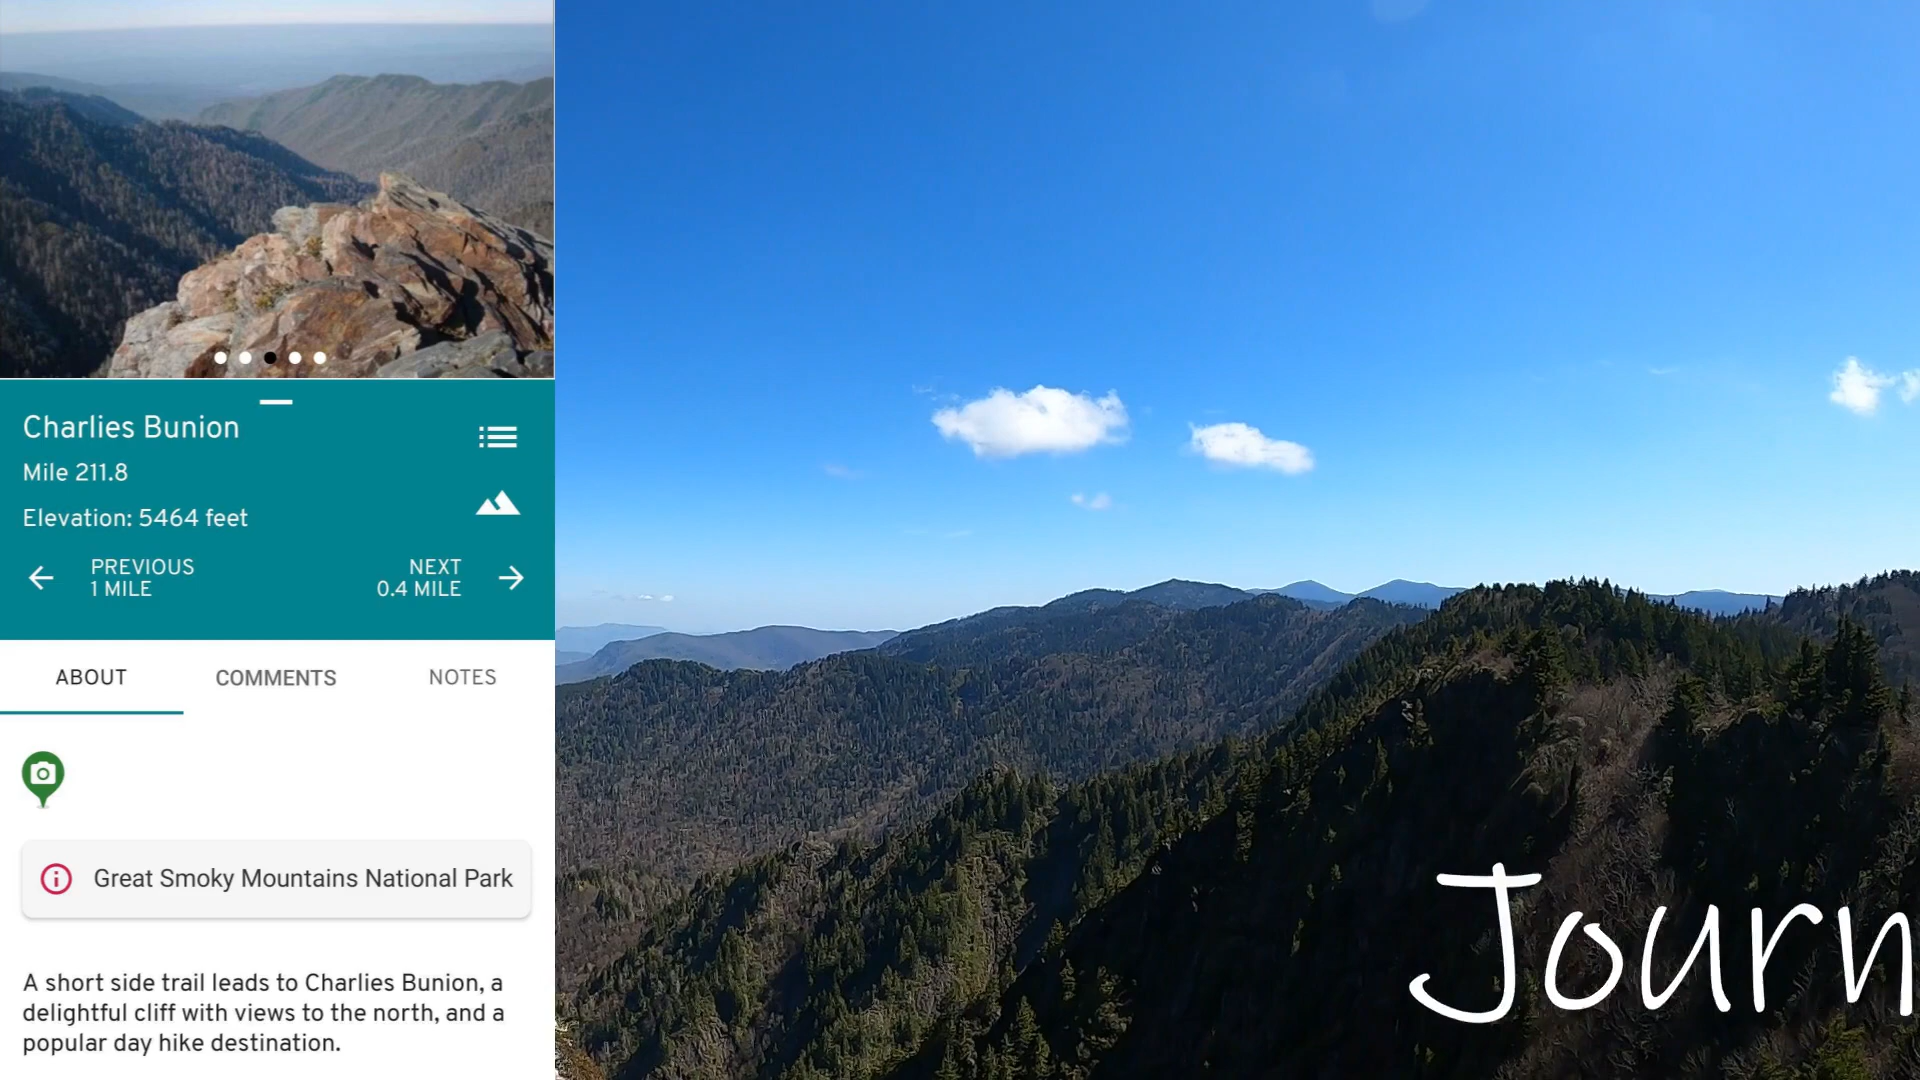 Charlies Bunion
Mile 211.8
Elevation: 5464 feet
PREVIOUS
1 MILE
NEXT
0.4 MILE
ABOUT
COMMENTS
NOTES
Great Smoky Mountains National Park
A short side trail leads to Charlies Bunion, a
delightful cliff with views to the north, and a
popular day hike destination.
Journ